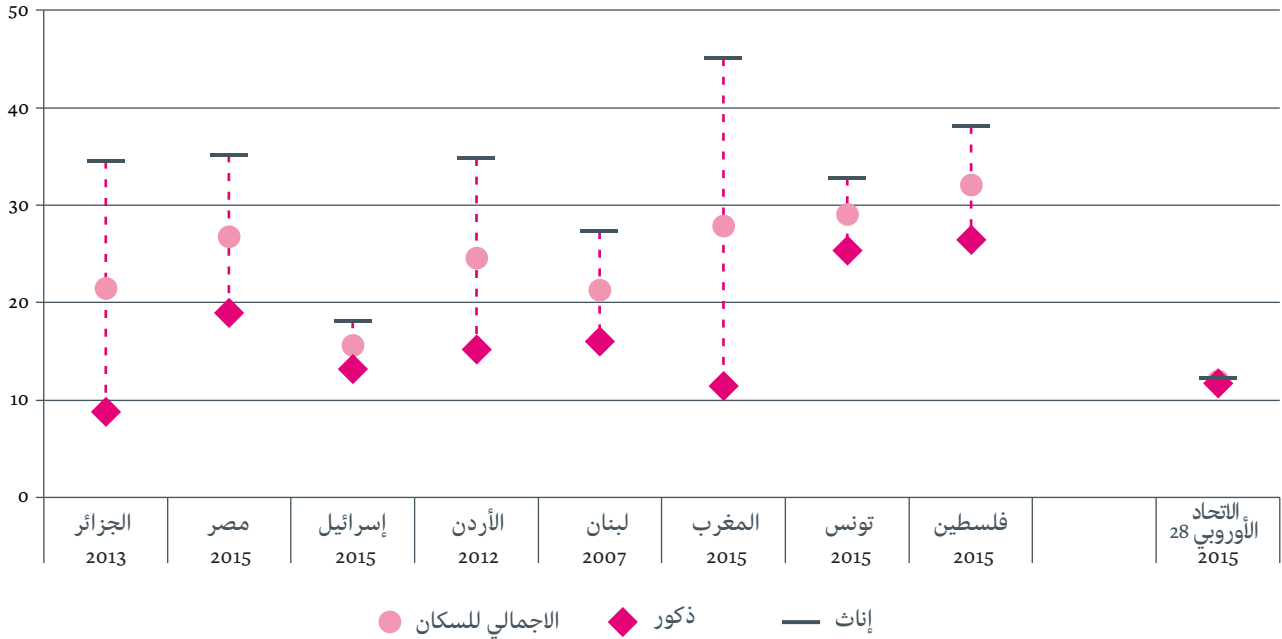 50
40
30
20
10
0
الجزائر
2013
مصر
2015
إسرائيل
2015
الأردن
2012
لبنان
2007
المغرب
2015
تونس
2015
فلسطين
2015
الاتحاد
الأوروبي 28
2015
الاجمالي للسكان
ذكور
إناث